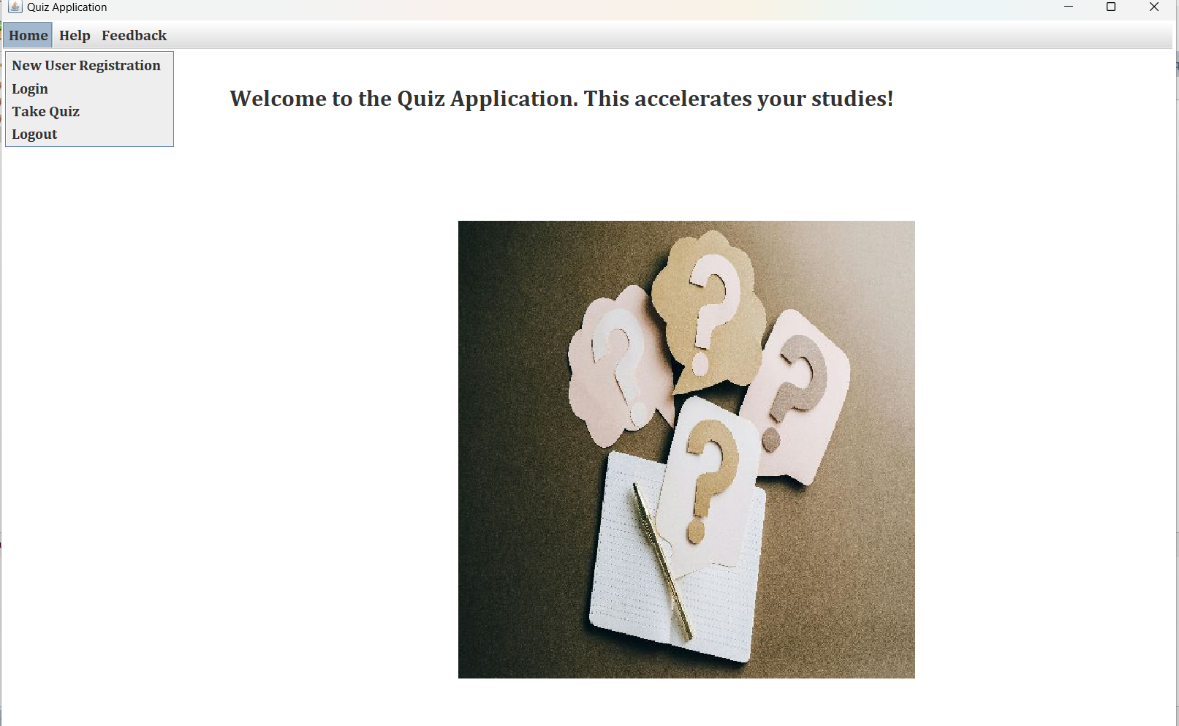 Quiz Application
Home Help Feedback
New User Registration
Login
Take Quiz
Logout
Welcome to the Quiz Application. This accelerates your studies!
? ? ? ?